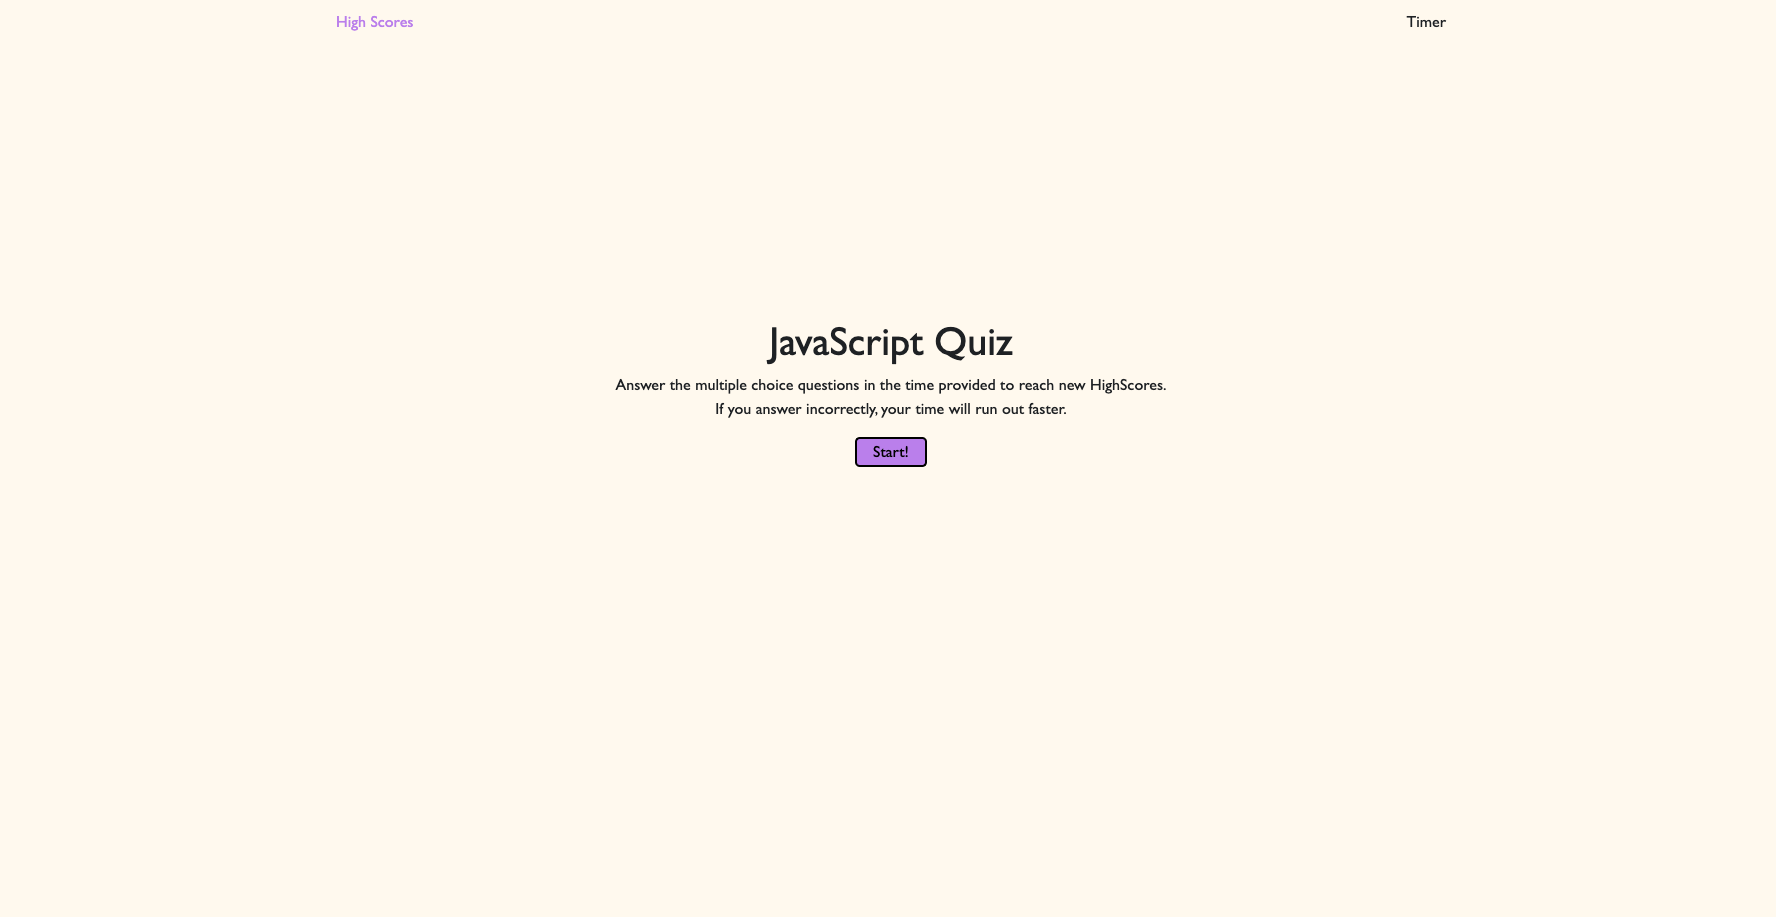 High Scores
Timer
JavaScript Quiz
Answer the multiple choice questions in the time provided to reach new HighScores.
If you answer incorrectly, your time will run out faster.
Start!